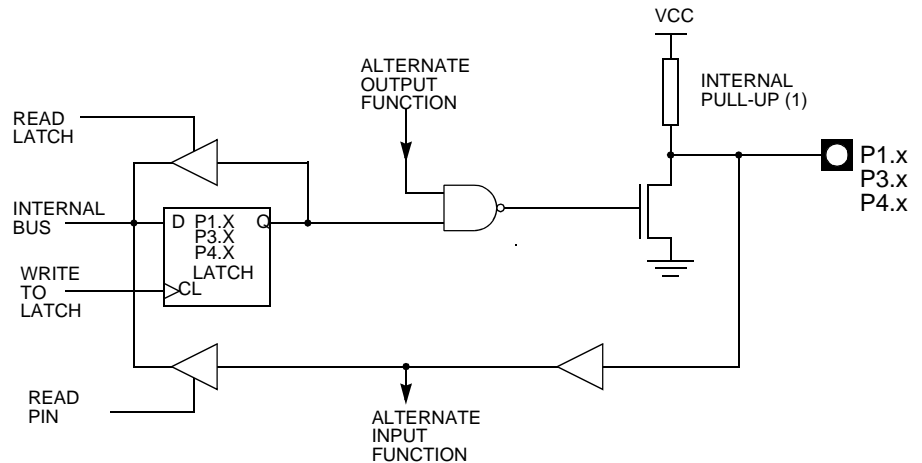 VCC
ALTERNATE
OUTPUT
FUNCTION
INTERNAL
PULL-UP (1)
READ
LATCH
P1.x
P3.x
P4.x
INTERNAL
BUS
D P1.X Q
P3.X
P4.X
LATCH
CL
WRITE
TO
LATCH
READ
PIN
ALTERNATE
INPUT
FUNCTION